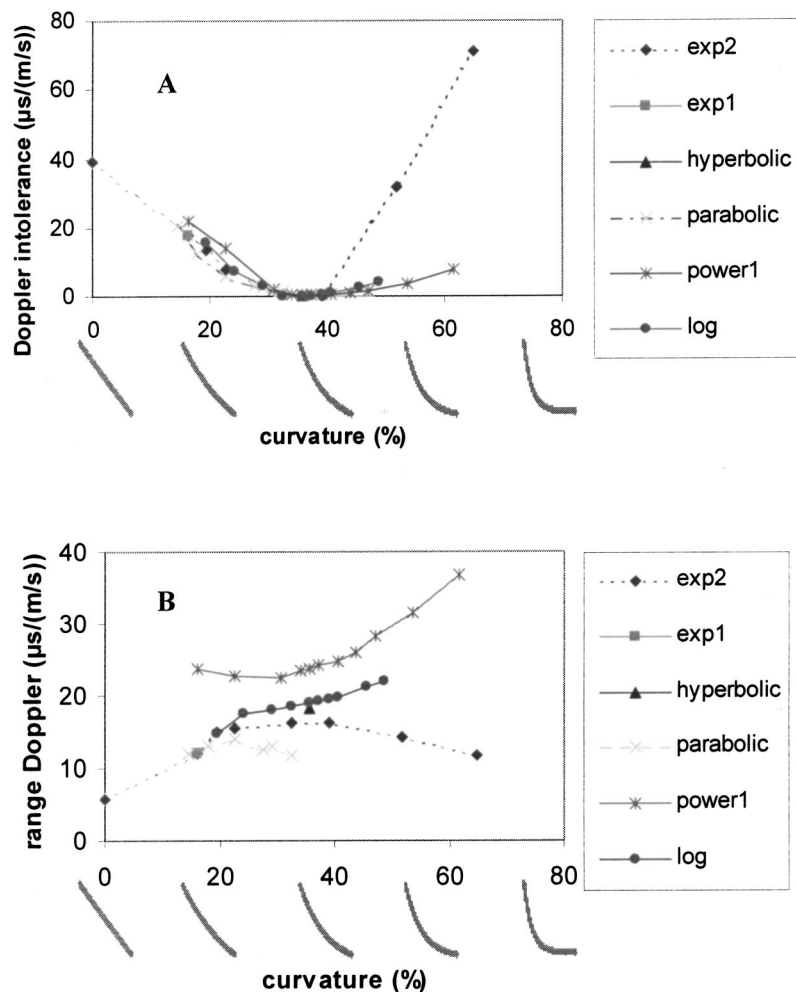 A
Doppler intolerance (µs/(m/s))
80
60
40
20
0
0 20 40 60 80
curvature (%)
exp2
exp1
hyperbolic
parabolic
power1
log
B
range Doppler (µs/(m/s))
40
30
20
10
0
0 20 40 60 80
curvature (%)
exp2
exp1
hyperbolic
parabolic
power1
log